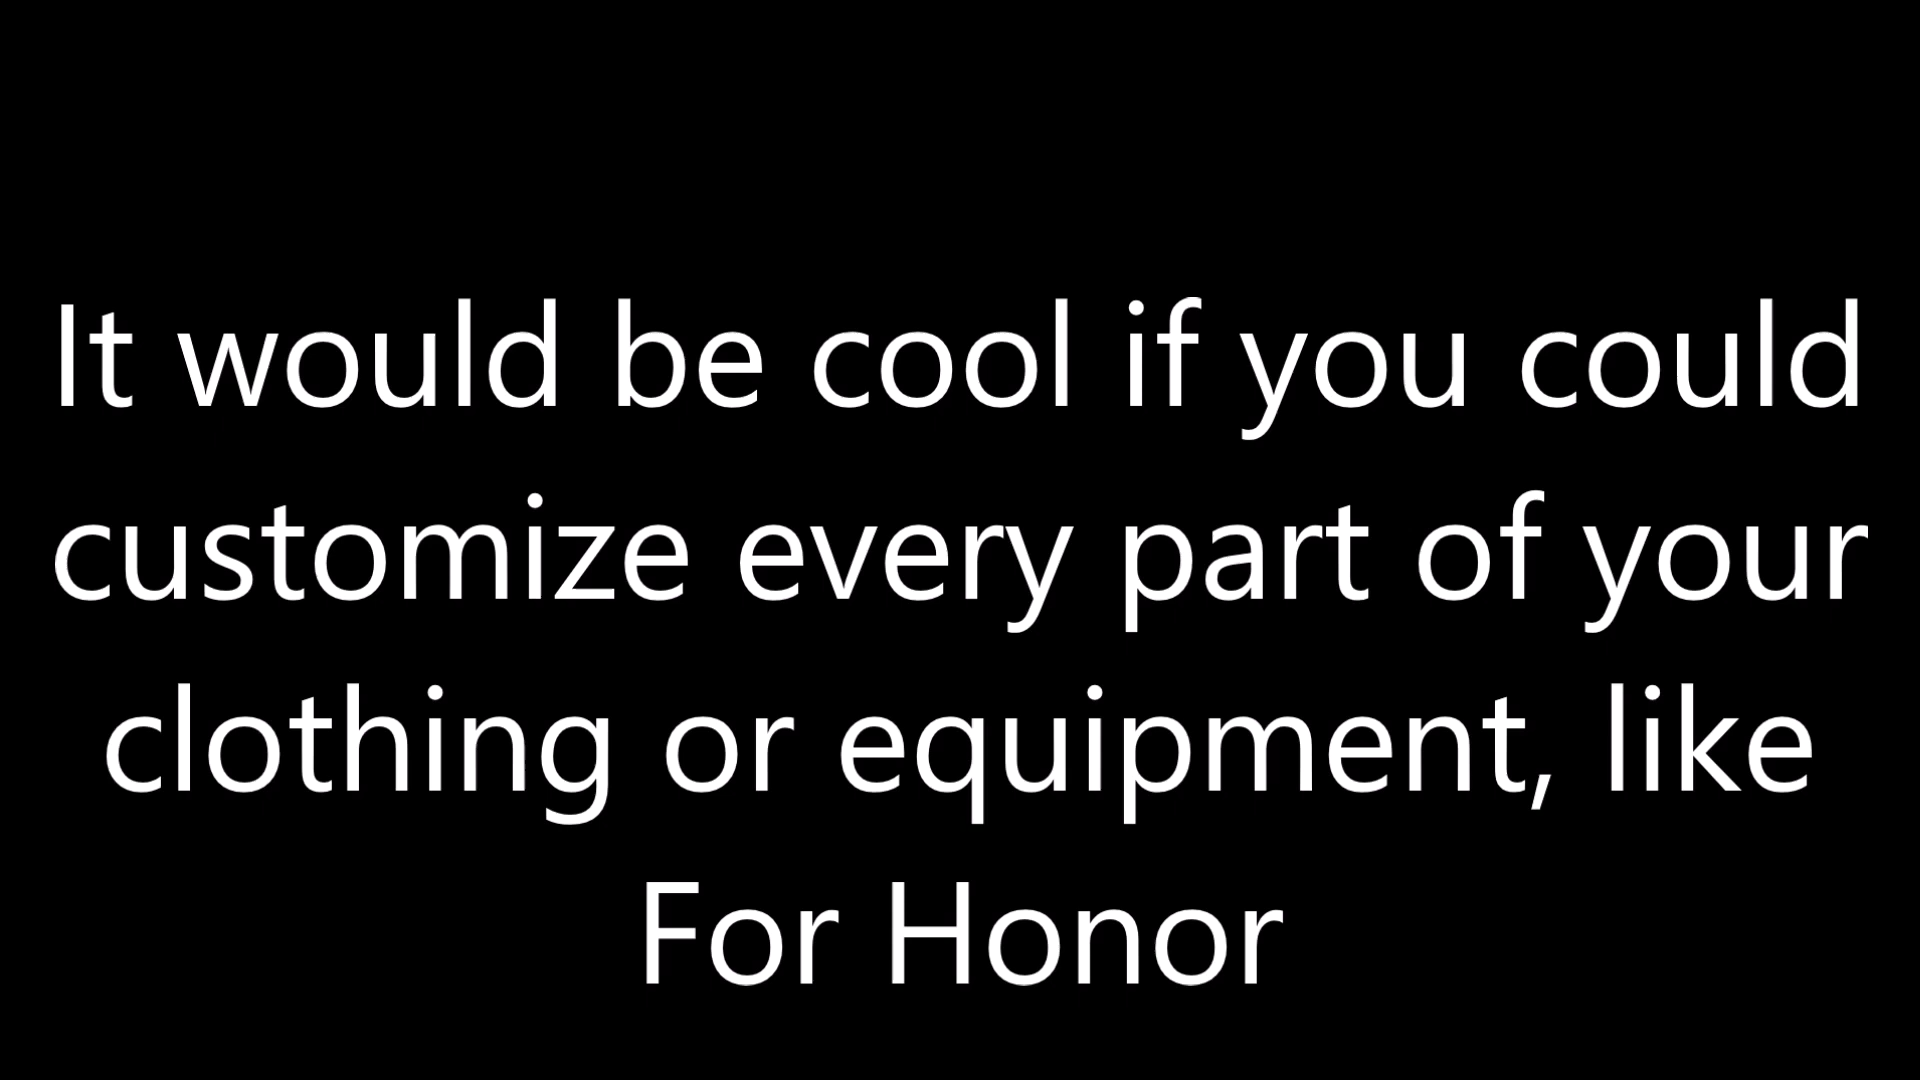 It would be cool if you could
customize every part of your
clothing or equipment, like
For Honor